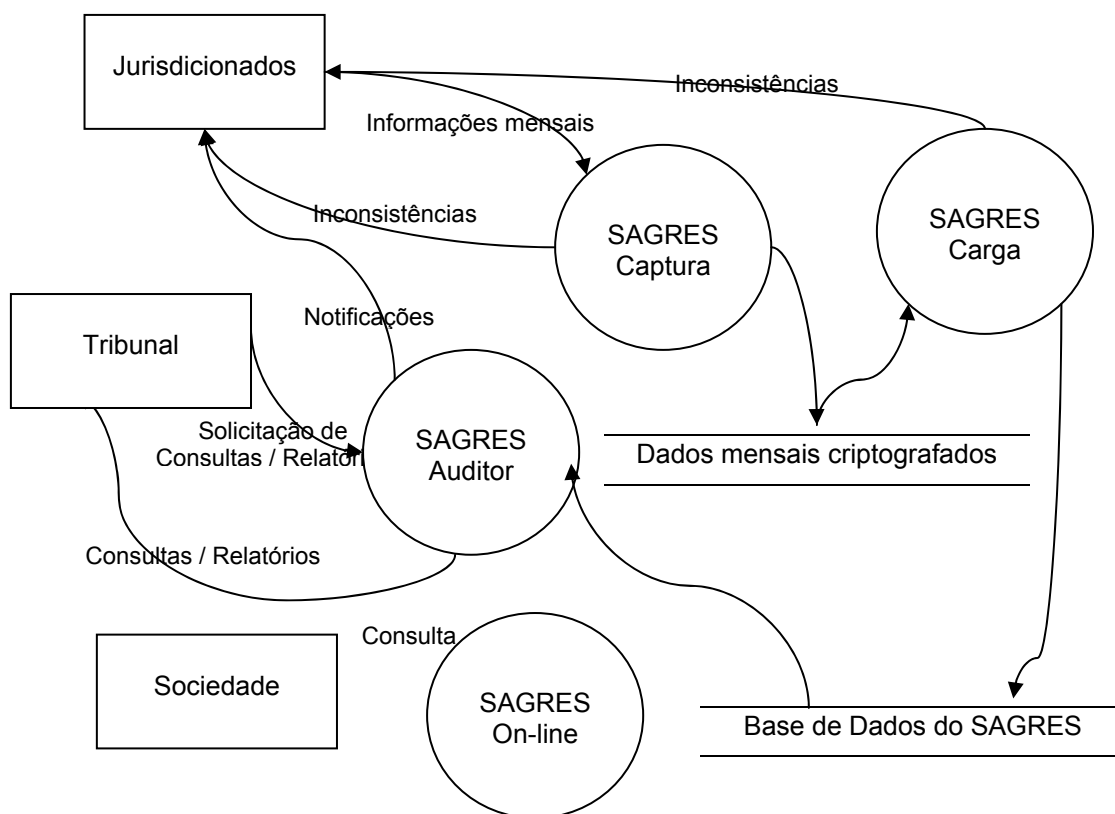 Jurisdicionados
Inconsistências
Informações mensais
Inconsistências
SAGRES
Captura
SAGRES
Carga
Notificações
Tribunal
Solicitação de
Consultas / Relatóri
SAGRES
Auditor
Dados mensais criptografados
Consultas / Relatórios
Consulta
Sociedade
SAGRES
On-line
Base de Dados do SAGRES